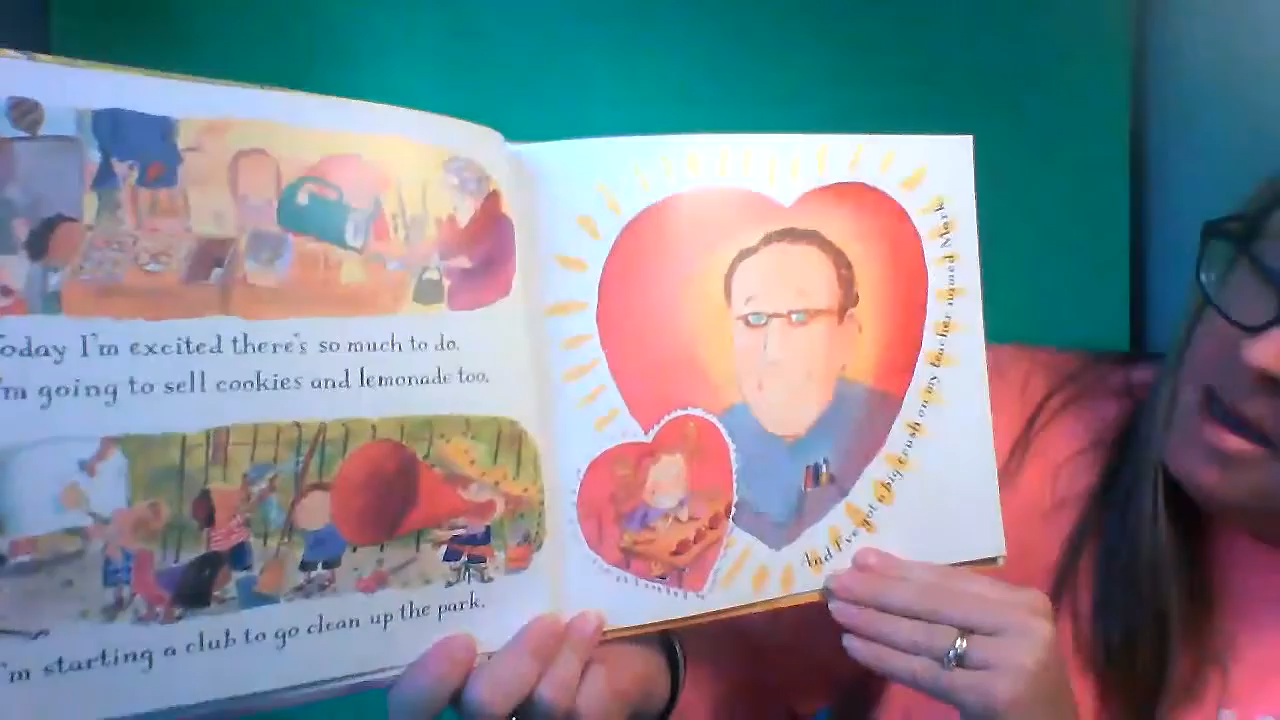 Today I'm excited there's so much to do.
I'm going to sell cookies and lemonade too.
I'm starting a club to go clean up the park.
And I've got a big crush on my teacher named Mark.